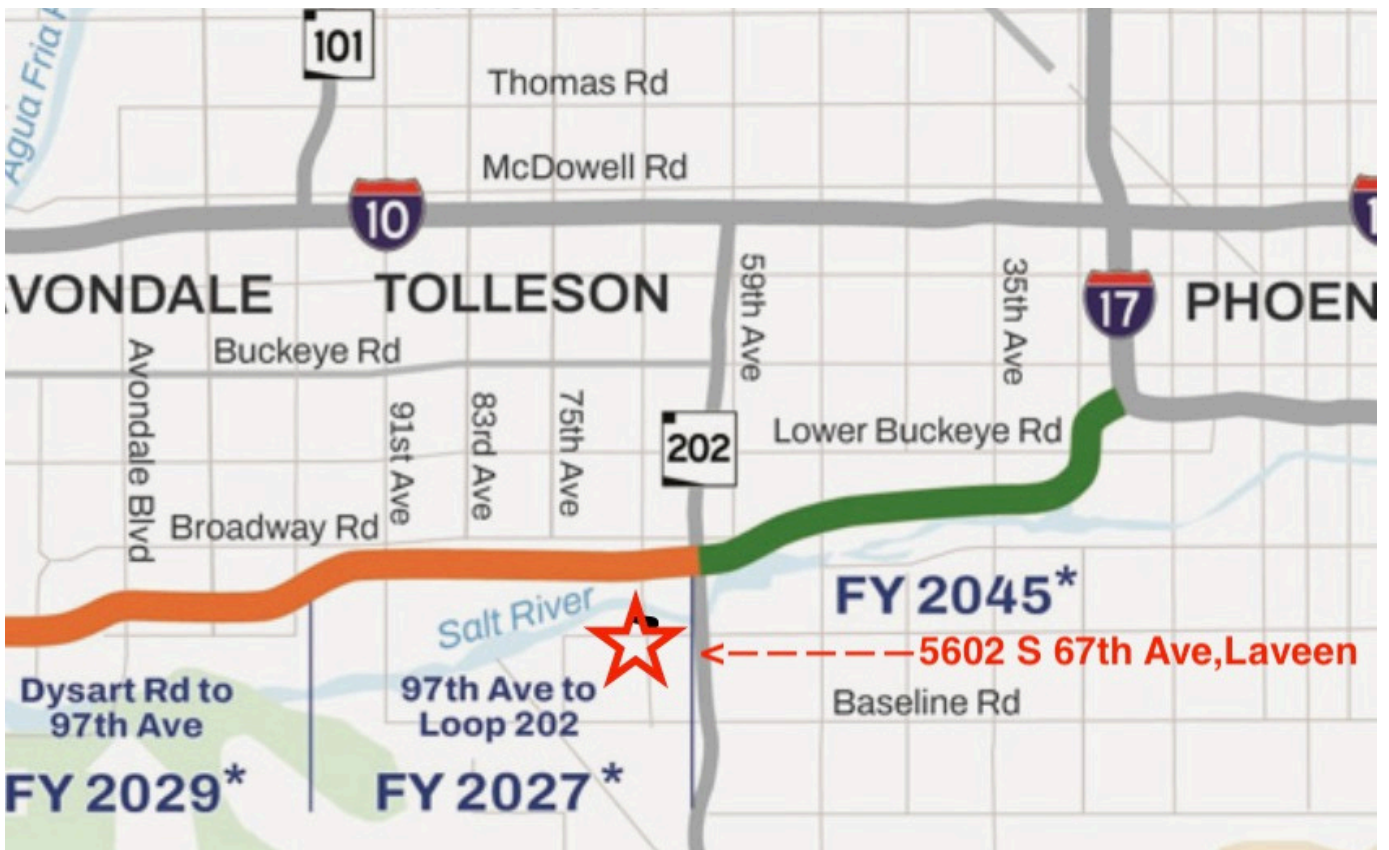 101
Thomas Rd
McDowell Rd
10
59th Ave
35th Ave
VONDALE
TOLLESON
17
PHOEN
Avondale Blvd
Buckeye Rd
91st Ave
83rd Ave
75th Ave
202
Lower Buckeye Rd
Broadway Rd
Salt River
FY 2045*
<------5602 S 67th Ave,Laveen
Dysart Rd to
97th Ave
FY 2029*
97th Ave to
Loop 202
FY 2027*
Baseline Rd